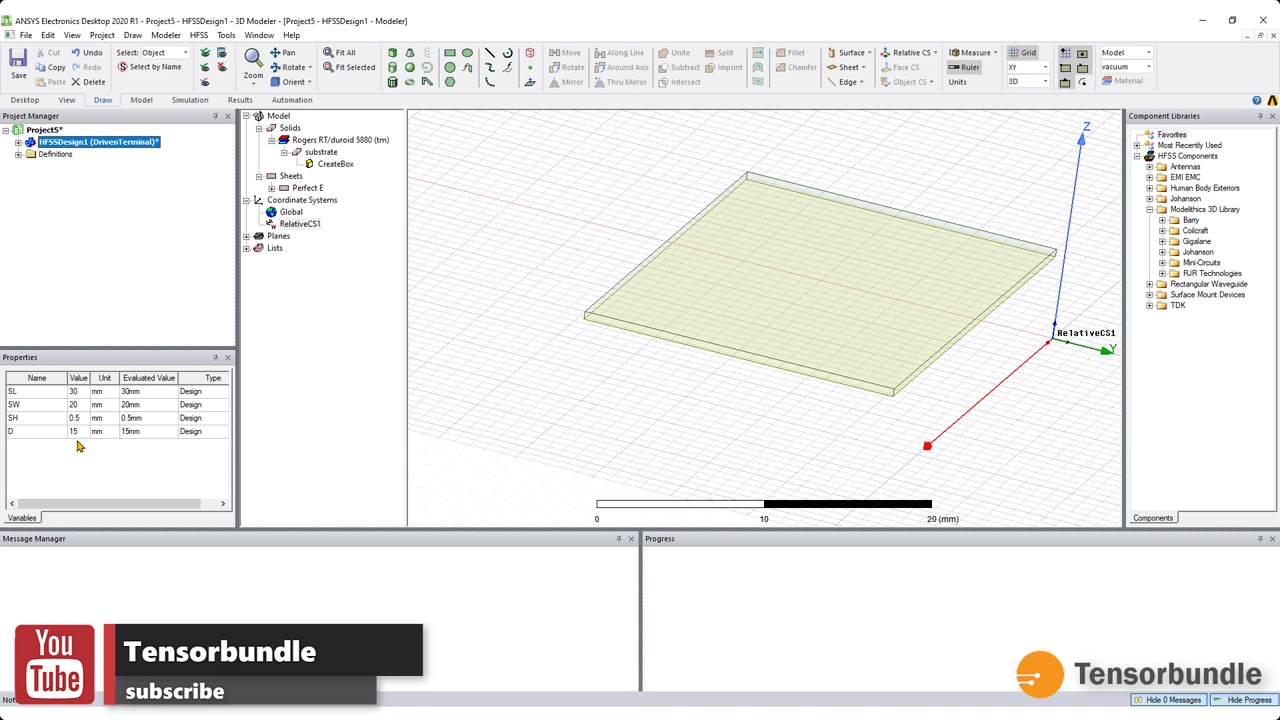 ANSYS Electronics Desktop 2020 R1 - Project5 - HFSSDesign1 - 3D Modeler - [Project5 - HFSSDesign1 - Modeler]
File Edit View Project Draw Modeler HFSS Tools Window Help
Save Cut Copy Paste Undo Redo Delete
Select: Object
Select by Name
Zoom Pan Rotate Orient Fit All Fit Selected
Move Rotate Mirror Along Line Around Axis Thru Mirror
Unite Subtract Intersect Split Imprint
Fillet Chamfer
Surface Sheet Edge
Relative CS Face CS Object CS
Measure Ruler Units
Grid XY 3D
Model vacuum Material
Desktop View Draw Model Simulation Results Automation
Project Manager
Project5*
HFSSDesign1 (DrivenTerminal)*
Definitions
Properties
Name Value Unit Evaluated Value Type
SL 30 mm 30mm Design
SW 20 mm 20mm Design
SH 0.5 mm 0.5mm Design
D 15 mm 15mm Design
Variables
Model
Solids
Rogers RT/duroid 5880 (tm)
substrate
CreateBox
Sheets
Perfect E
Coordinate Systems
Global
RelativeCS1
Planes
Lists
Z
RelativeCS1
Y
0 10 20 (mm)
Component Libraries
Favorites
Most Recently Used
HFSS Components
Antennas
EMI EMC
Human Body Exteriors
Johanson
Modelithics 3D Library
Barry
Coilcraft
Gigalane
Johanson
Mini-Circuits
RJR Technologies
Rectangular Waveguide
Surface Mount Devices
TDK
Components
Message Manager
Progress
You Tube
Tensorbundle
subscribe
Tensorbundle
Hide 0 Messages
Hide Progress